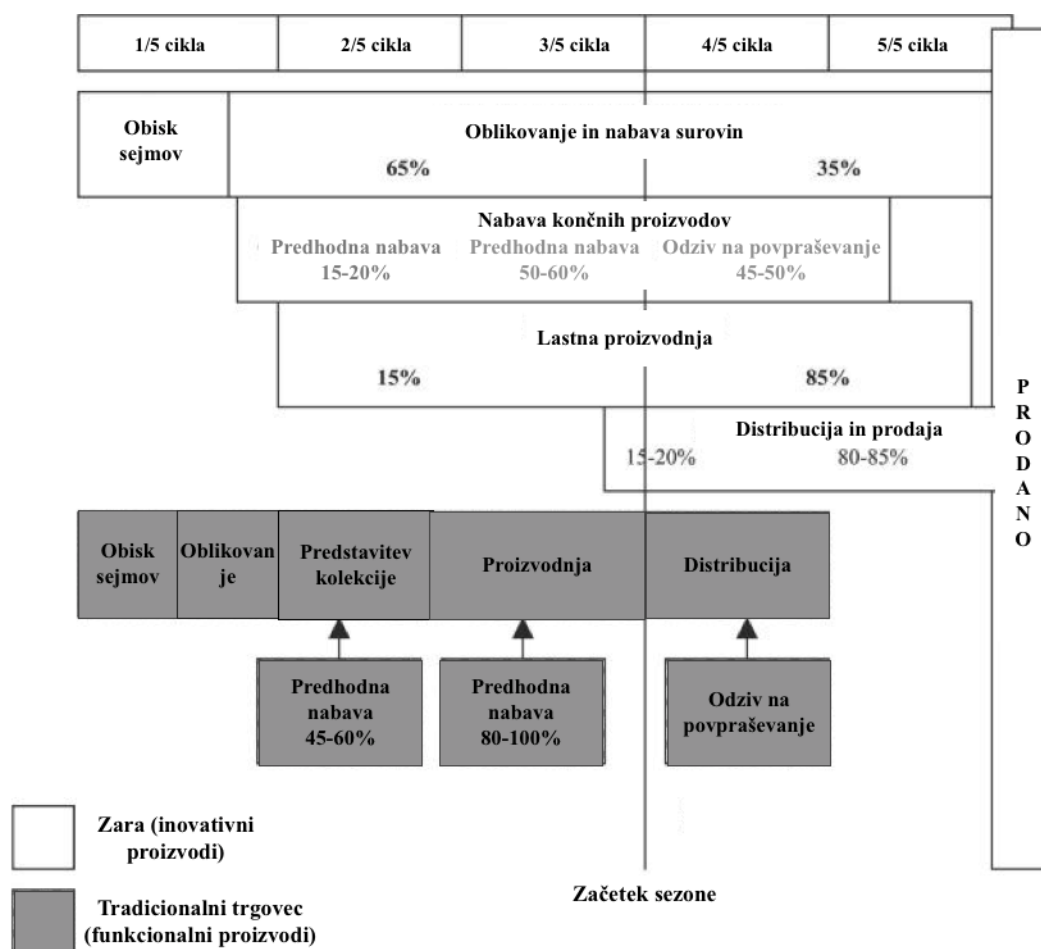 1/5 cikla 2/5 cikla 3/5 cikla 4/5 cikla 5/5 cikla
Obisk
sejmov
Oblikovanje in nabava surovin
65% 35%
Nabava končnih proizvodov
Predhodna nabava
15-20%
Predhodna nabava
50-60%
Odziv na povpraševanje
45-50%
Lastna proizvodnja
15% 85%
Distribucija in prodaja
15-20% 80-85%
PRODANO
Obisk
sejmov
Oblikovan
je
Predstavitev
kolekcije
Proizvodnja
Distribucija
Predhodna
nabava
45-60%
Predhodna
nabava
80-100%
Odziv na
povpraševanje
Zara (inovativni
proizvodi)
Začetek sezone
Tradicionalni trgovec
(funkcionalni proizvodi)